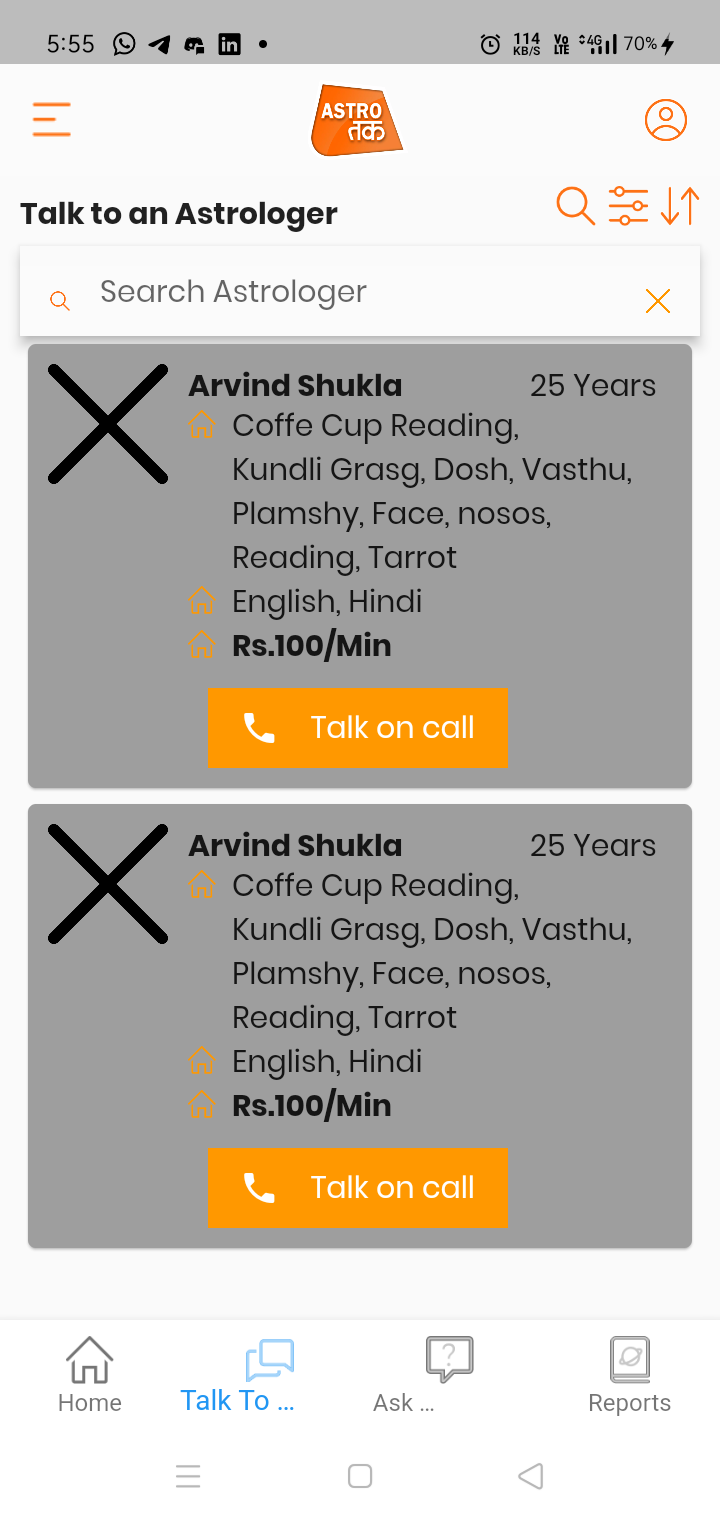 5:55
114
KB/S
Vo
LTE
4G
70%
ASTRO
तक
Talk to an Astrologer
Search Astrologer
Arvind Shukla 25 Years
Coffe Cup Reading,
Kundli Grasg, Dosh, Vasthu,
Plamshy, Face, nosos,
Reading, Tarrot
English, Hindi
Rs.100/Min
Talk on call
Arvind Shukla 25 Years
Coffe Cup Reading,
Kundli Grasg, Dosh, Vasthu,
Plamshy, Face, nosos,
Reading, Tarrot
English, Hindi
Rs.100/Min
Talk on call
Home Talk To ... Ask ... Reports